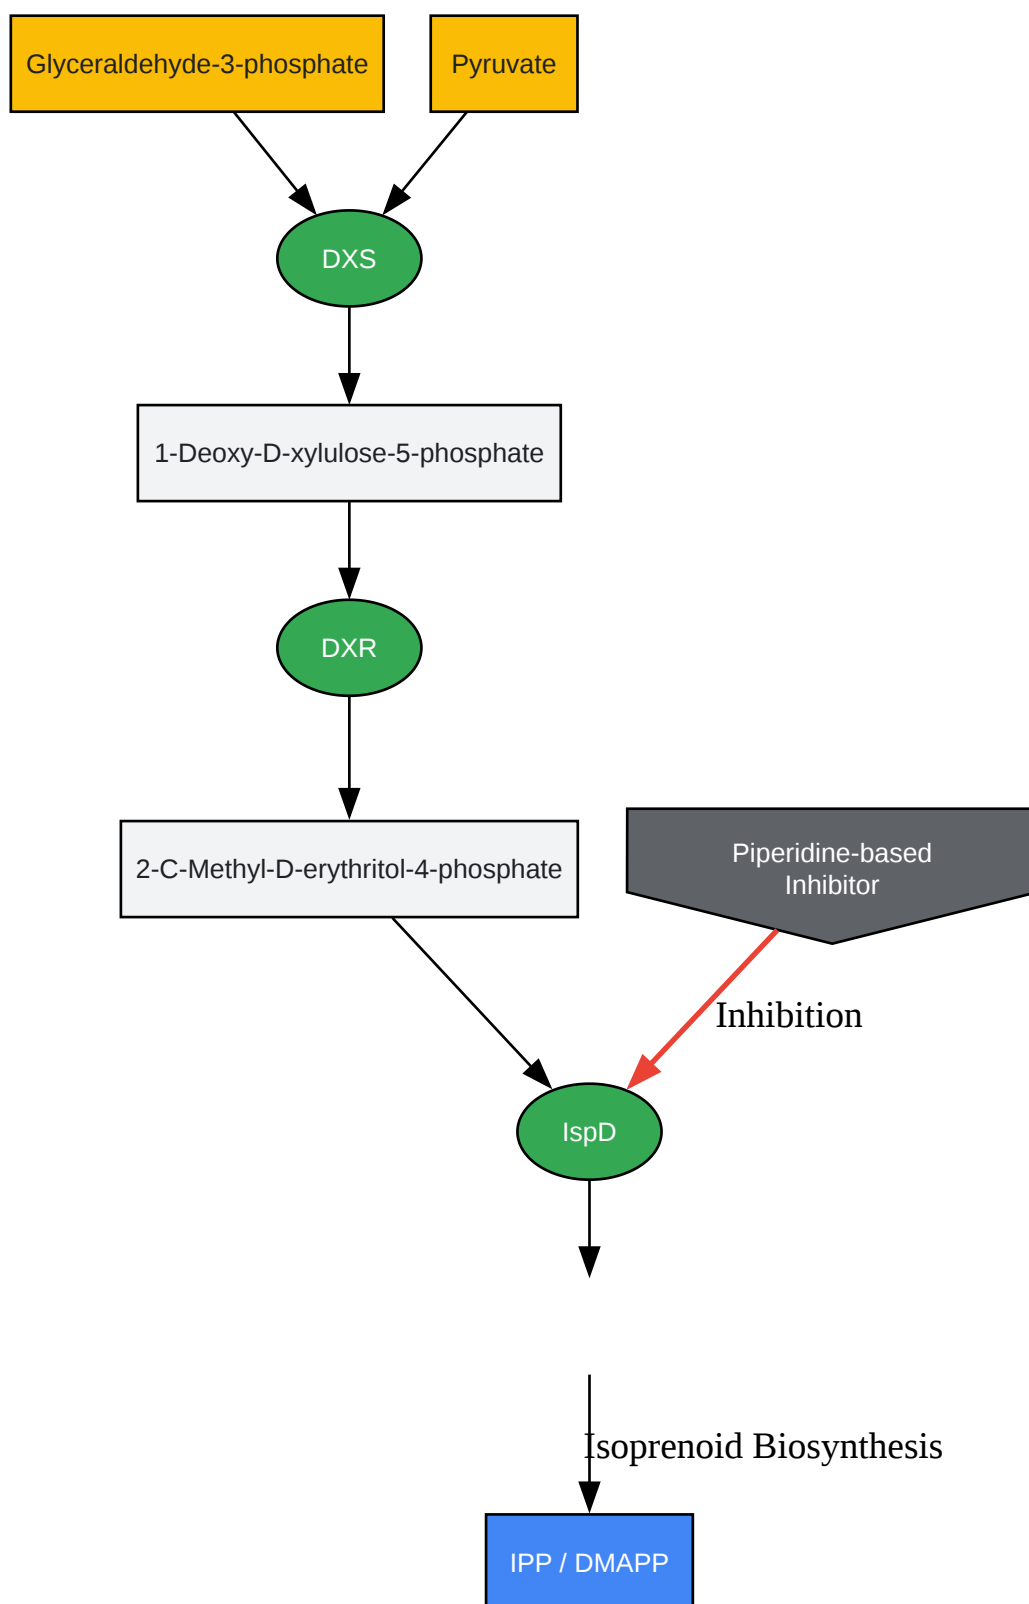 Glyceraldehyde-3-phosphate
Pyruvate
DXS
1-Deoxy-D-xylulose-5-phosphate
DXR
2-C-Methyl-D-erythritol-4-phosphate
Piperidine-based
Inhibitor
Inhibition
IspD
Isoprenoid Biosynthesis
IPP / DMAPP